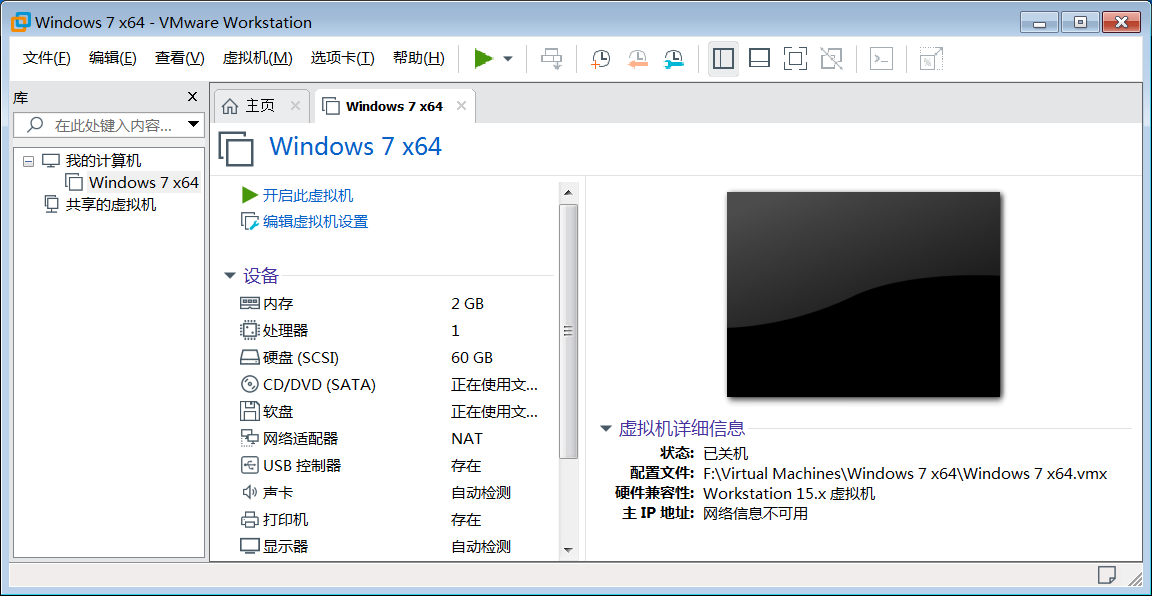 Windows 7 x64 - VMware Workstation
文件(F) 编辑(E) 查看(V) 虚拟机(M) 选项卡(T) 帮助(H)
库
在此处键入内容...
我的计算机
Windows 7 x64
共享的虚拟机
主页
Windows 7 x64
Windows 7 x64
开启此虚拟机
编辑虚拟机设置
设备
内存 2 GB
处理器 1
硬盘 (SCSI) 60 GB
CD/DVD (SATA) 正在使用文...
软盘 正在使用文...
网络适配器 NAT
USB 控制器 存在
声卡 自动检测
打印机 存在
显示器 自动检测
虚拟机详细信息
状态: 已关机
配置文件: F:\Virtual Machines\Windows 7 x64\Windows 7 x64.vmx
硬件兼容性: Workstation 15.x 虚拟机
主 IP 地址: 网络信息不可用